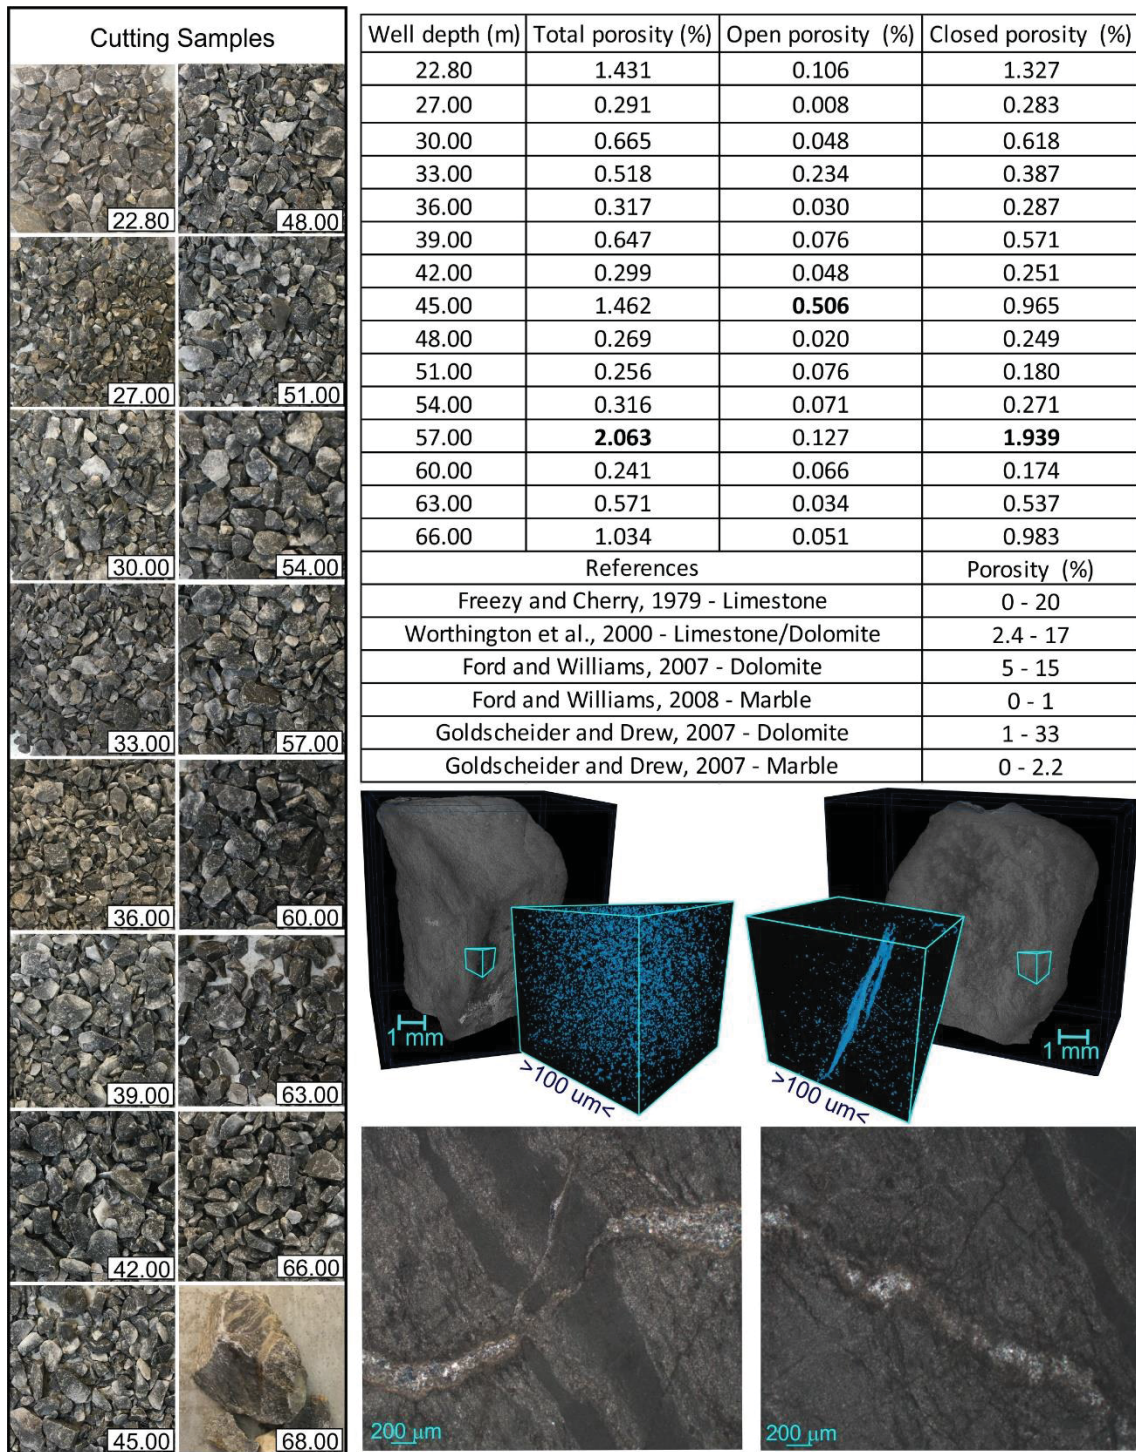 Cutting Samples
22.80
48.00
27.00
51.00
30.00
54.00
33.00
57.00
36.00
60.00
39.00
63.00
42.00
66.00
45.00
68.00
Well depth (m) Total porosity (%) Open porosity (%) Closed porosity (%)
22.80 1.431 0.106 1.327
27.00 0.291 0.008 0.283
30.00 0.665 0.048 0.618
33.00 0.518 0.234 0.387
36.00 0.317 0.030 0.287
39.00 0.647 0.076 0.571
42.00 0.299 0.048 0.251
45.00 1.462 0.506 0.965
48.00 0.269 0.020 0.249
51.00 0.256 0.076 0.180
54.00 0.316 0.071 0.271
57.00 2.063 0.127 1.939
60.00 0.241 0.066 0.174
63.00 0.571 0.034 0.537
66.00 1.034 0.051 0.983
References Porosity (%)
Freezy and Cherry, 1979 - Limestone 0 - 20
Worthington et al., 2000 - Limestone/Dolomite 2.4 - 17
Ford and Williams, 2007 - Dolomite 5 - 15
Ford and Williams, 2008 - Marble 0 - 1
Goldscheider and Drew, 2007 - Dolomite 1 - 33
Goldscheider and Drew, 2007 - Marble 0 - 2.2
1 mm
>100 um<
>100 um<
1 mm
200 μm
200 μm